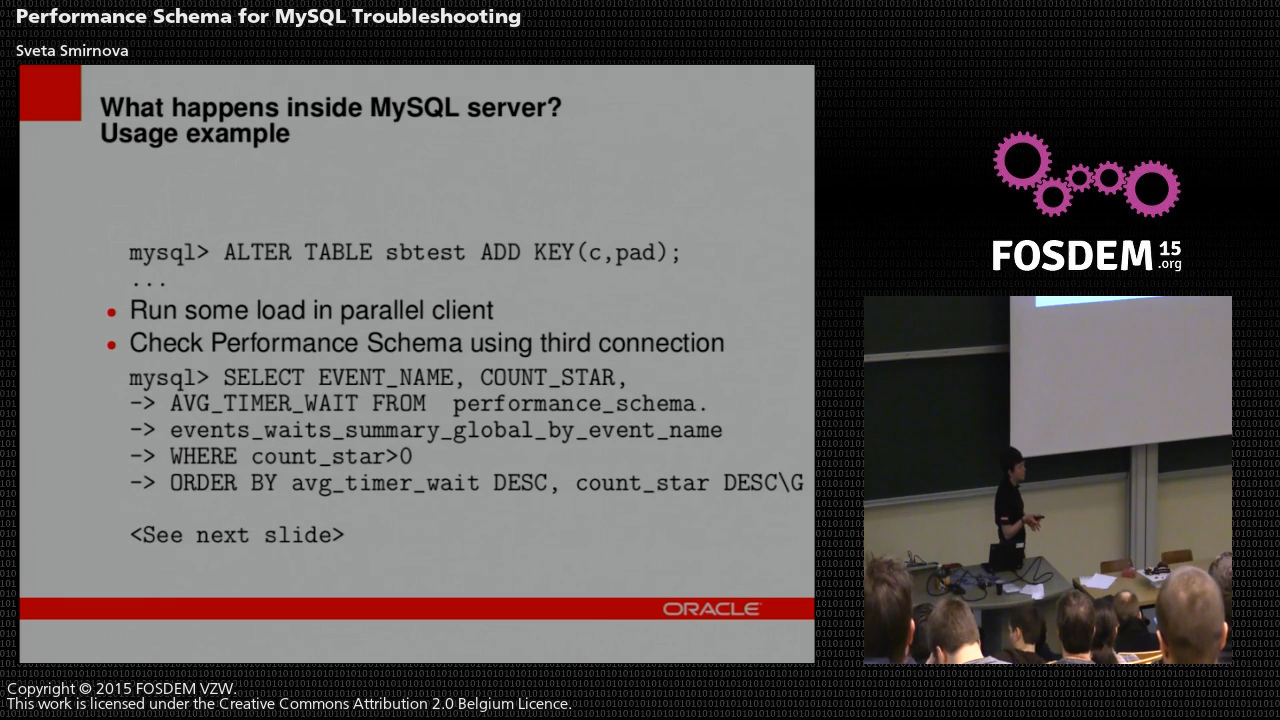 Performance Schema for MySQL Troubleshooting
Sveta Smirnova
What happens inside MySQL server?
Usage example
mysql> ALTER TABLE sbtest ADD KEY(c,pad);
...
• Run some load in parallel client
• Check Performance Schema using third connection
mysql> SELECT EVENT_NAME, COUNT_STAR,
-> AVG_TIMER_WAIT FROM performance_schema.
-> events_waits_summary_global_by_event_name
-> WHERE count_star>0
-> ORDER BY avg_timer_wait DESC, count_star DESC\G
<See next slide>
ORACLE
FOSDEM 15
.org
Copyright © 2015 FOSDEM VZW.
This work is licensed under the Creative Commons Attribution 2.0 Belgium Licence.